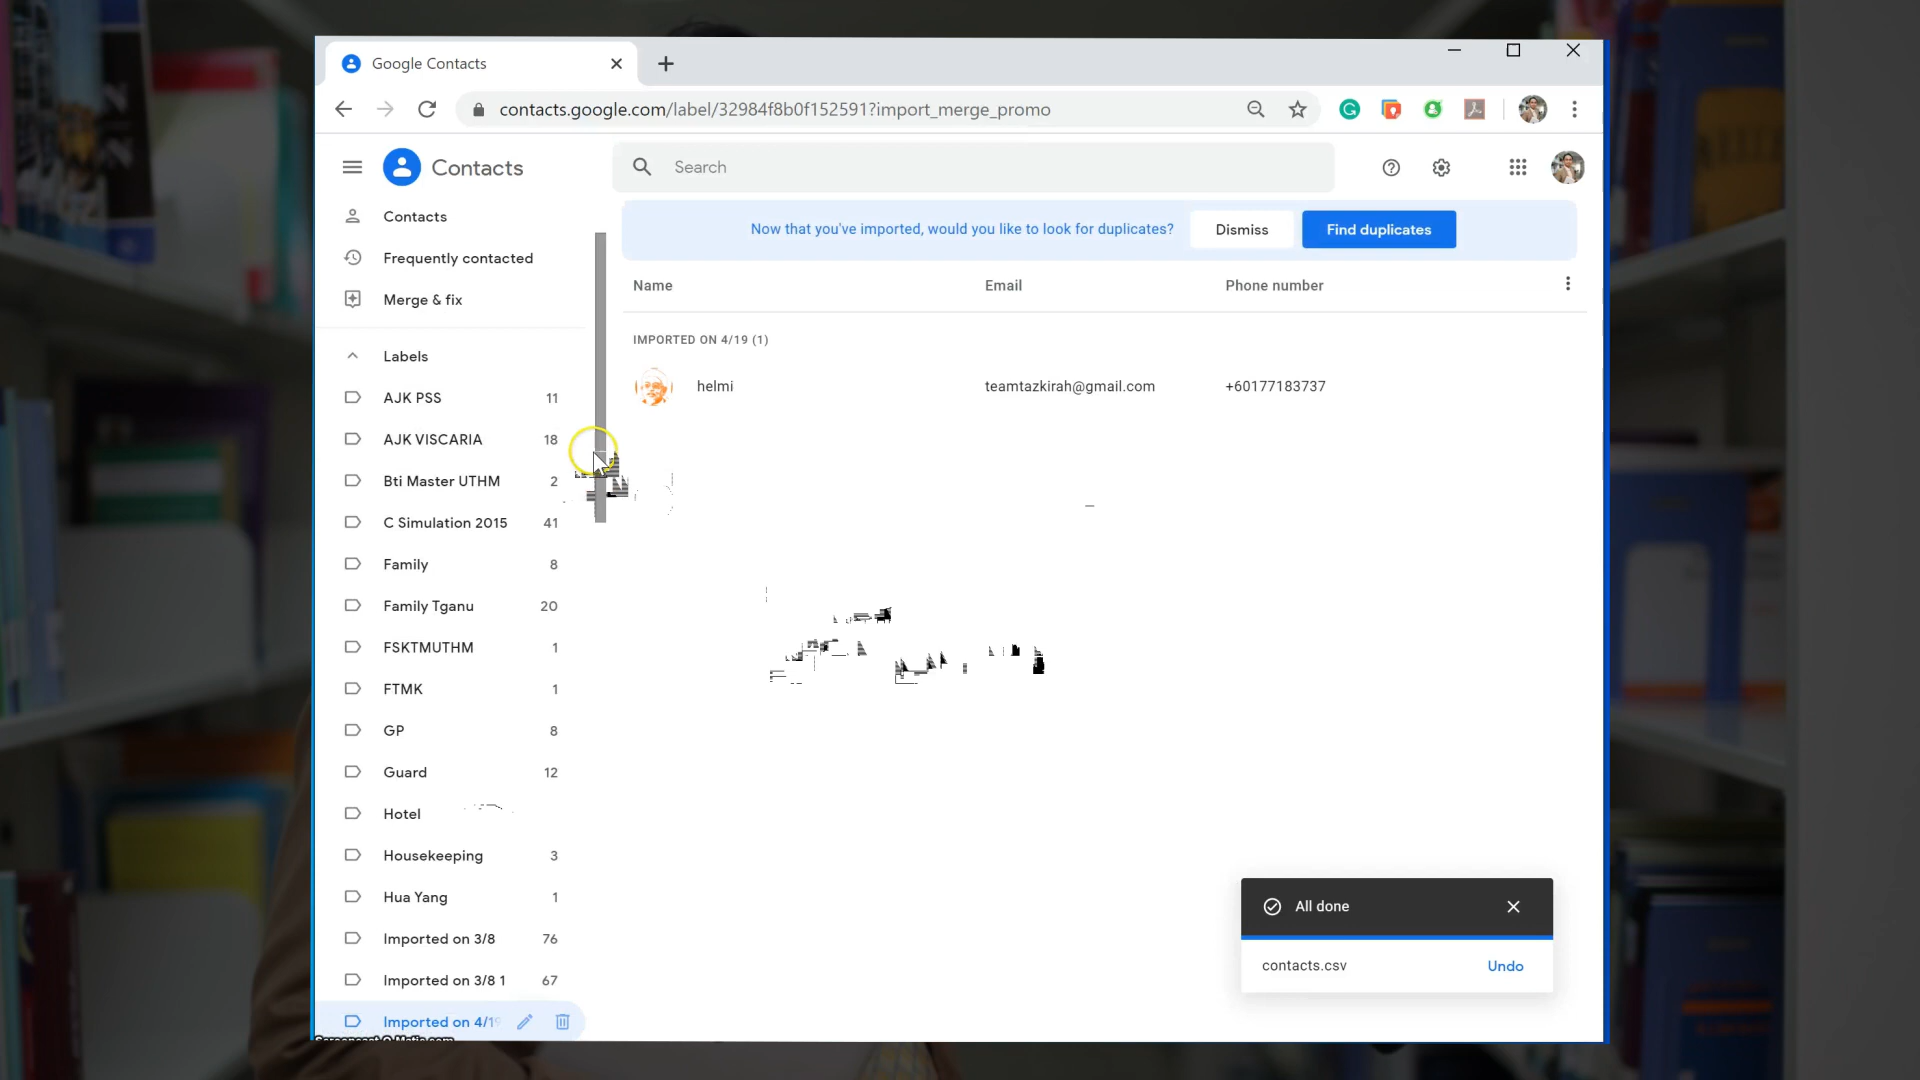 Google Contacts
contacts.google.com/label/32984f8b0f152591?import_merge_promo
Contacts
Search
Contacts
Frequently contacted
Merge & fix
Labels
AJK PSS 11
AJK VISCARIA 18
Bti Master UTHM 2
C Simulation 2015 41
Family 8
Family Tganu 20
FSKTMUTHM 1
FTMK 1
GP 8
Guard 12
Hotel
Housekeeping 3
Hua Yang 1
Imported on 3/8 76
Imported on 3/8 1 67
Imported on 4/19
Now that you've imported, would you like to look for duplicates? Dismiss Find duplicates
Name Email Phone number
IMPORTED ON 4/19 (1)
helmi teamtazkirah@gmail.com +60177183737
All done
contacts.csv Undo